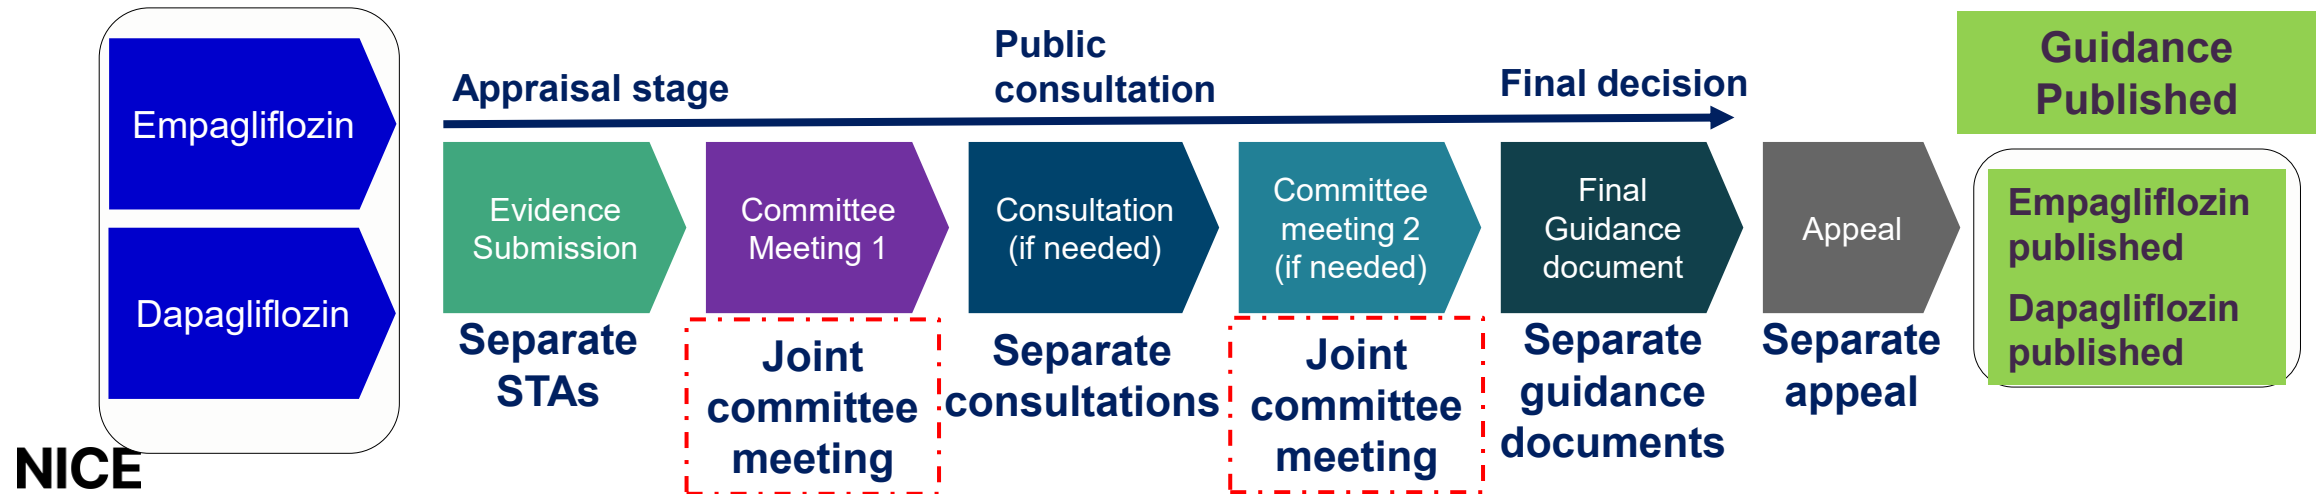 Empagliflozin
Dapagliflozin
NICE
Appraisal stage
Public
consultation
Final decision
Evidence
Submission
Committee
Meeting 1
Consultation
(if needed)
Committee
meeting 2
(if needed)
Final
Guidance
document
Appeal
Separate
STAs
Joint
committee
meeting
Separate
consultations
Joint
committee
meeting
Separate
guidance
documents
Separate
appeal
Guidance
Published
Empagliflozin
published
Dapagliflozin
published